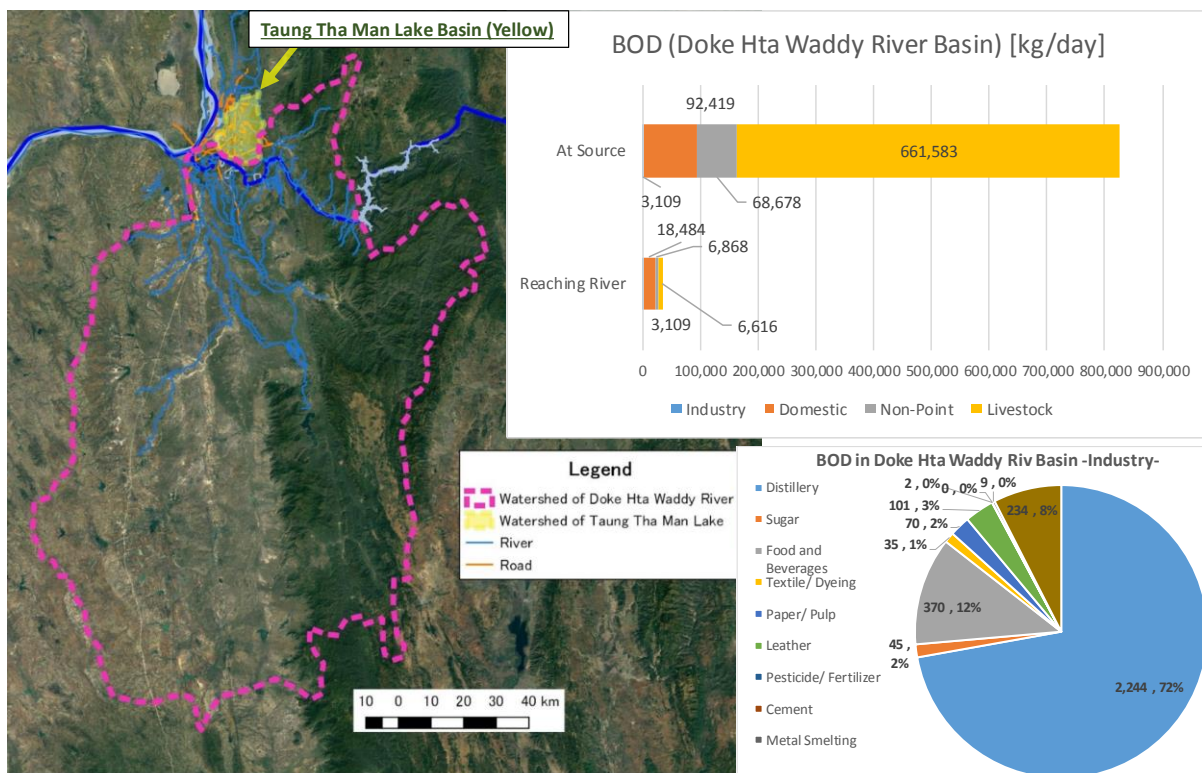 Taung Tha Man Lake Basin (Yellow)
BOD (Doke Hta Waddy River Basin) [kg/day]
92,419
At Source
661,583
3,109
68,678
18,484
6,868
Reaching River
3,109
6,616
0 100,000 200,000 300,000 400,000 500,000 600,000 700,000 800,000 900,000
Industry Domestic Non-Point Livestock
Legend
Watershed of Doke Hta Waddy River
Watershed of Taung Tha Man Lake
River
Road
10 0 10 20 30 40 km
BOD in Doke Hta Waddy Riv Basin -Industry-
Distillery
Sugar
Food and
Beverages
Textile/ Dyeing
Paper/ Pulp
Leather
Pesticide/ Fertilizer
Cement
Metal Smelting
2 , 0%
0 , 0%
9 , 0%
101 , 3%
234 , 8%
70 , 2%
35 , 1%
370 , 12%
45 ,
2%
2,244 , 72%